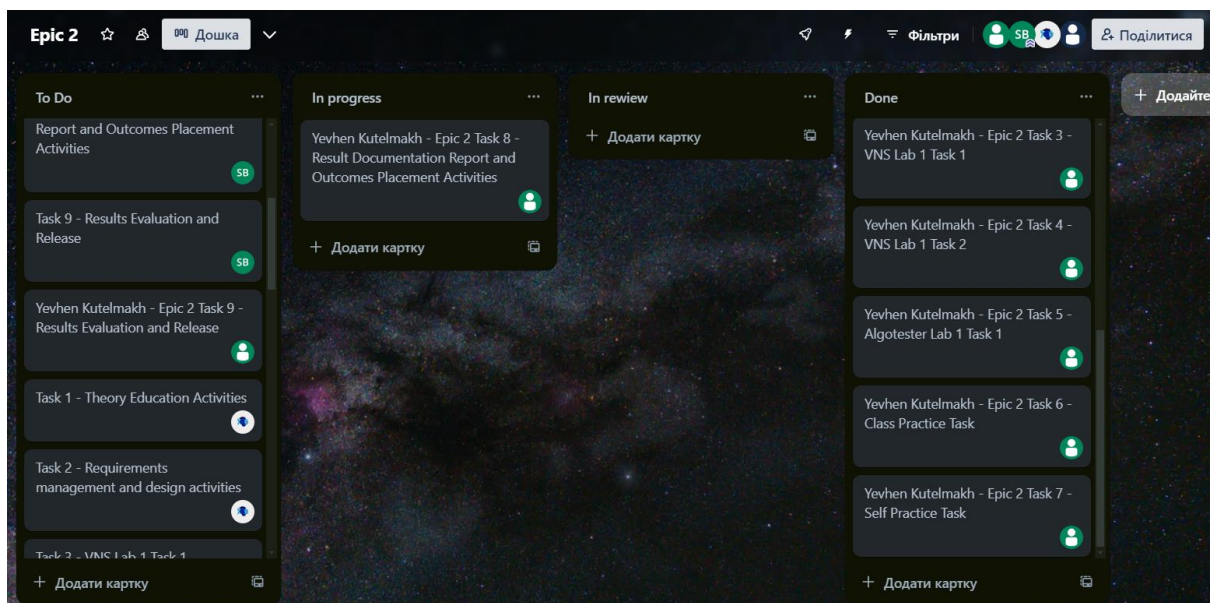 Epic 2
Дошка
Фільтри
SB
Поділитися
To Do
Report and Outcomes Placement
Activities
SB
Task 9 - Results Evaluation and
Release
SB
Yevhen Kutelmakh - Epic 2 Task 9 -
Results Evaluation and Release
Task 1 - Theory Education Activities
Task 2 - Requirements
management and design activities
Task 3 - VNS Lab 1 Task 1
+ Додати картку
In progress
Yevhen Kutelmakh - Epic 2 Task 8 -
Result Documentation Report and
Outcomes Placement Activities
+ Додати картку
In rewiew
+ Додати картку
Done
Yevhen Kutelmakh - Epic 2 Task 3 -
VNS Lab 1 Task 1
Yevhen Kutelmakh - Epic 2 Task 4 -
VNS Lab 1 Task 2
Yevhen Kutelmakh - Epic 2 Task 5 -
Algotester Lab 1 Task 1
Yevhen Kutelmakh - Epic 2 Task 6 -
Class Practice Task
Yevhen Kutelmakh - Epic 2 Task 7 -
Self Practice Task
+ Додати картку
+ Додайте